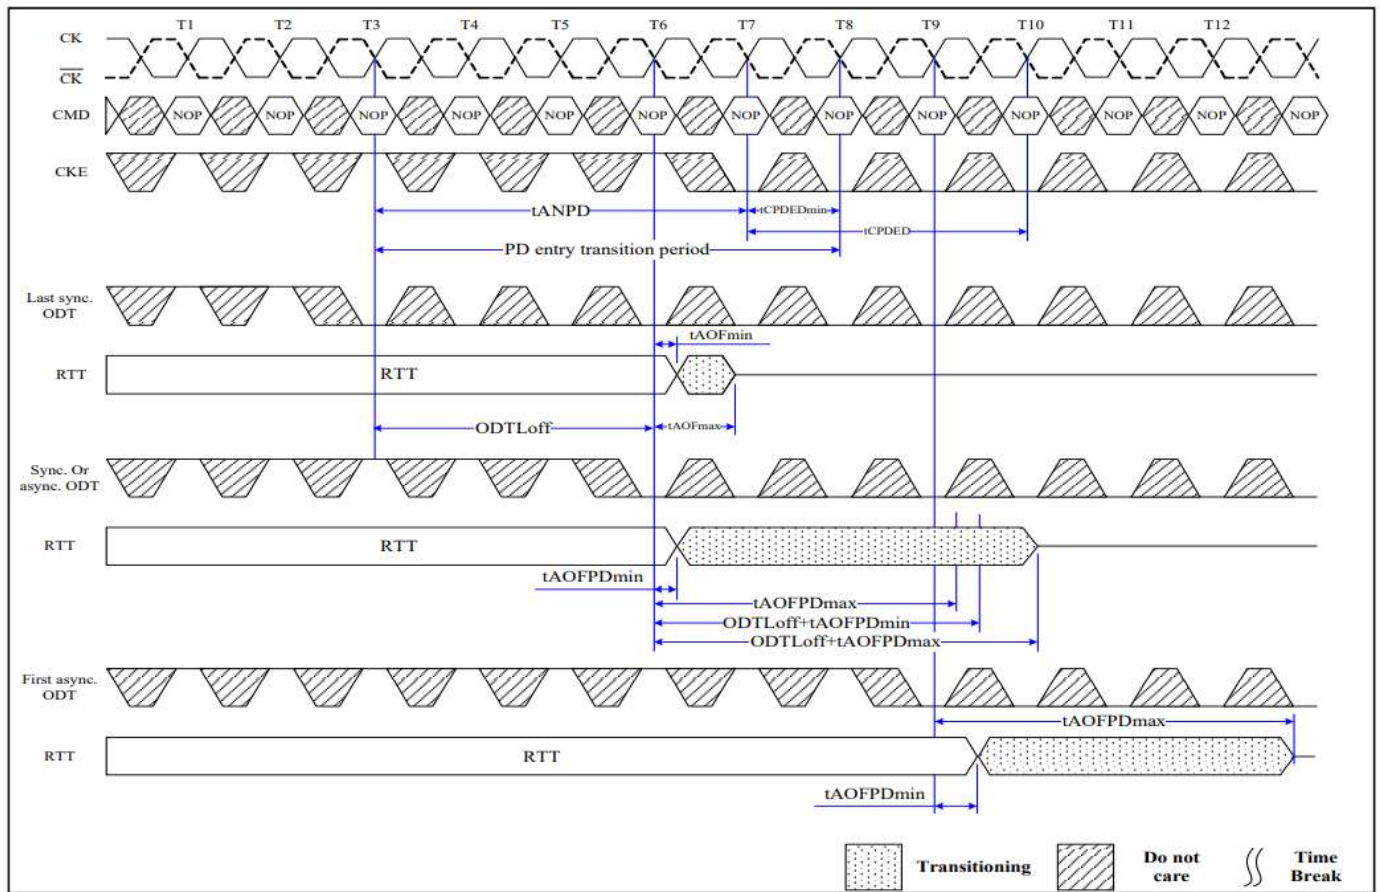 T1 T2 T3 T4 T5 T6 T7 T8 T9 T10 T11 T12
CK
CK
CMD NOP NOP NOP NOP NOP NOP NOP NOP NOP NOP NOP NOP NOP
CKE
tANPD tCPDEDmin
tCPDED
PD entry transition period
Last sync.
ODT
tAOFmin
RTT RTT
ODTLoff tAOFmax
Sync. Or
async. ODT
RTT RTT
tAOFPDmin
tAOFPDmax
ODTLoff+tAOFPDmin
ODTLoff+tAOFPDmax
First async.
ODT
tAOFPDmax
RTT RTT
tAOFPDmin
Transitioning Do not
care Time
Break